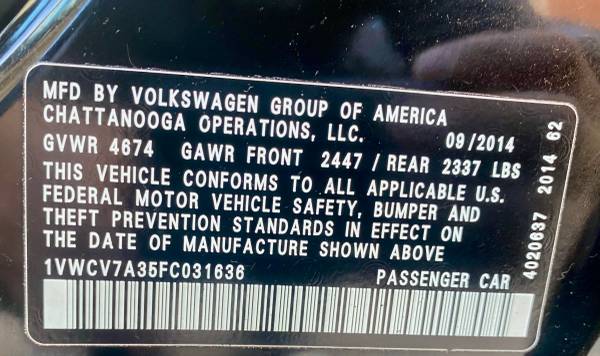 MFD BY VOLKSWAGEN GROUP OF AMERICA
CHATTANOOGA OPERATIONS, LLC. 09/2014
GVWR 4674 GAWR FRONT 2447 / REAR 2337 LBS
THIS VEHICLE CONFORMS TO ALL APPLICABLE U.S.
FEDERAL MOTOR VEHICLE SAFETY, BUMPER AND
THEFT PREVENTION STANDARDS IN EFFECT ON
THE DATE OF MANUFACTURE SHOWN ABOVE
1VWCV7A35FC031636 PASSENGER CAR
4020637 2014 62